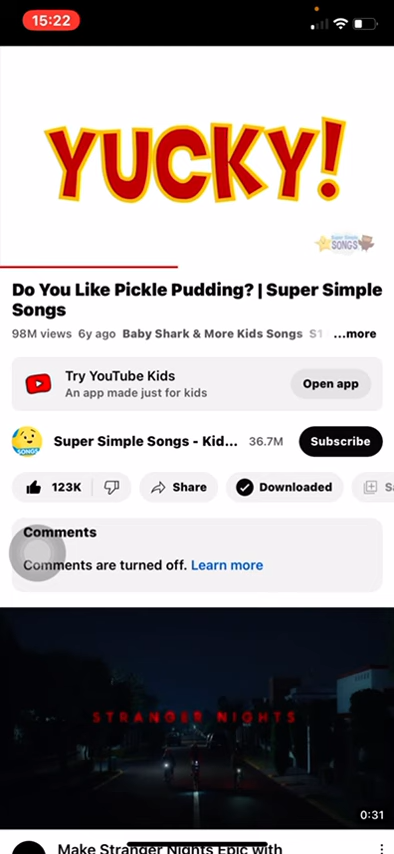 15:22
YUCKY!
Super Simple
SONGS
Do You Like Pickle Pudding? | Super Simple
Songs
98M views 6y ago Baby Shark & More Kids Songs S1 ...more
Try YouTube Kids
An app made just for kids
Open app
SONGS
Super Simple Songs - Kid... 36.7M
Subscribe
123K
Share
Downloaded
Comments
Comments are turned off. Learn more
STRANGER NIGHTS
0:31
Make Stranger Nights Epic with